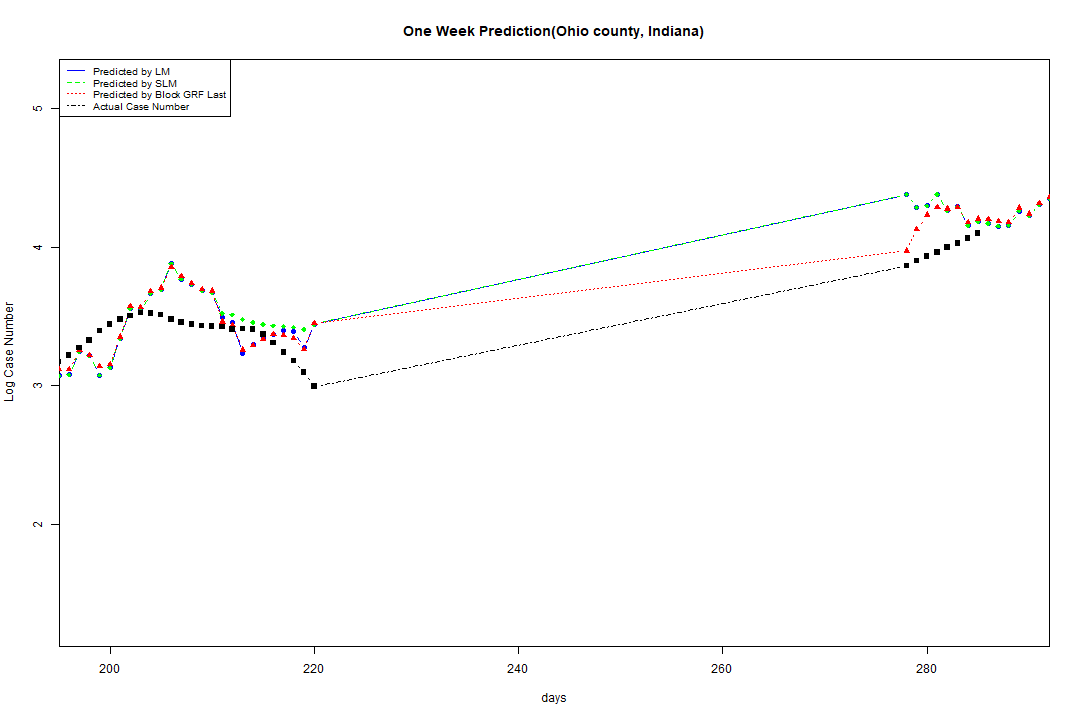 One Week Prediction(Ohio county, Indiana)
Predicted by LM
Predicted by SLM
Predicted by Block GRF Last
Actual Case Number
5
4
3
2
Log Case Number
200 220 240 260 280
days